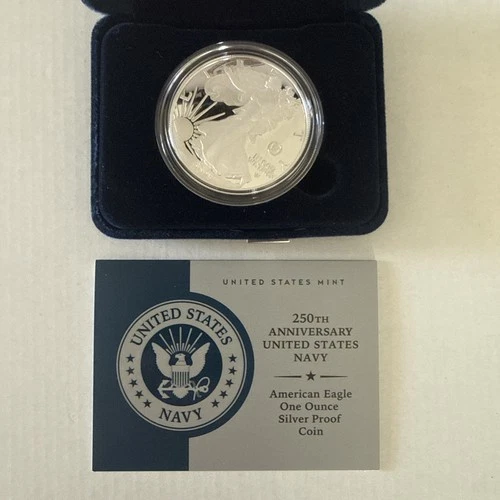 UNITED STATES MINT
UNITED STATES
NAVY
250TH
ANNIVERSARY
UNITED STATES
NAVY
American Eagle
One Ounce
Silver Proof
Coin